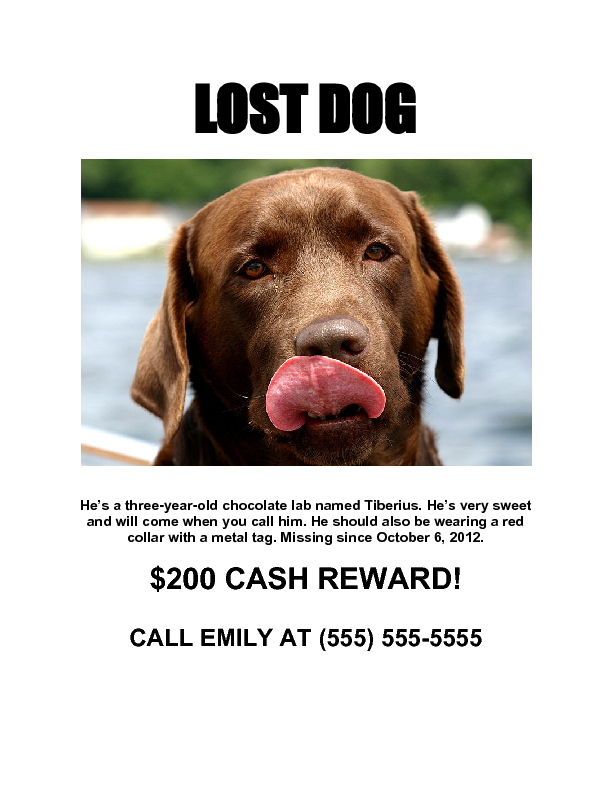 LOST DOG
He's a three-year-old chocolate lab named Tiberius. He's very sweet
and will come when you call him. He should also be wearing a red
collar with a metal tag. Missing since October 6, 2012.
$200 CASH REWARD!
CALL EMILY AT (555) 555-5555